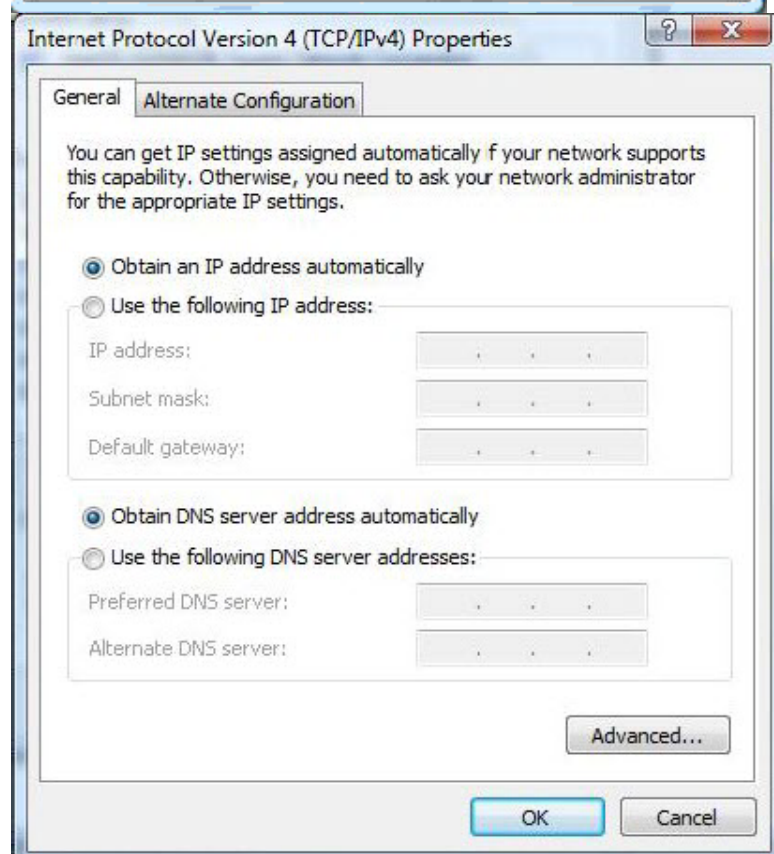 Internet Protocol Version 4 (TCP/IPv4) Properties
?
X
General
Alternate Configuration
You can get IP settings assigned automatically if your network supports
this capability. Otherwise, you need to ask your network administrator
for the appropriate IP settings.
Obtain an IP address automatically
Use the following IP address:
IP address:
Subnet mask:
Default gateway:
Obtain DNS server address automatically
Use the following DNS server addresses:
Preferred DNS server:
Alternate DNS server:
Advanced...
OK
Cancel